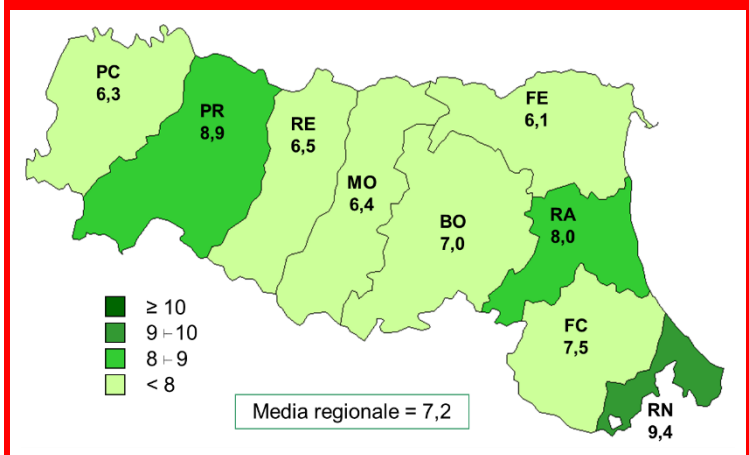 PC
6,3
PR
8,9
RE
6,5
MO
6,4
FE
6,1
BO
7,0
RA
8,0
FC
7,5
RN
9,4
≥ 10
9 ⊢ 10
8 ⊢ 9
< 8
Media regionale = 7,2